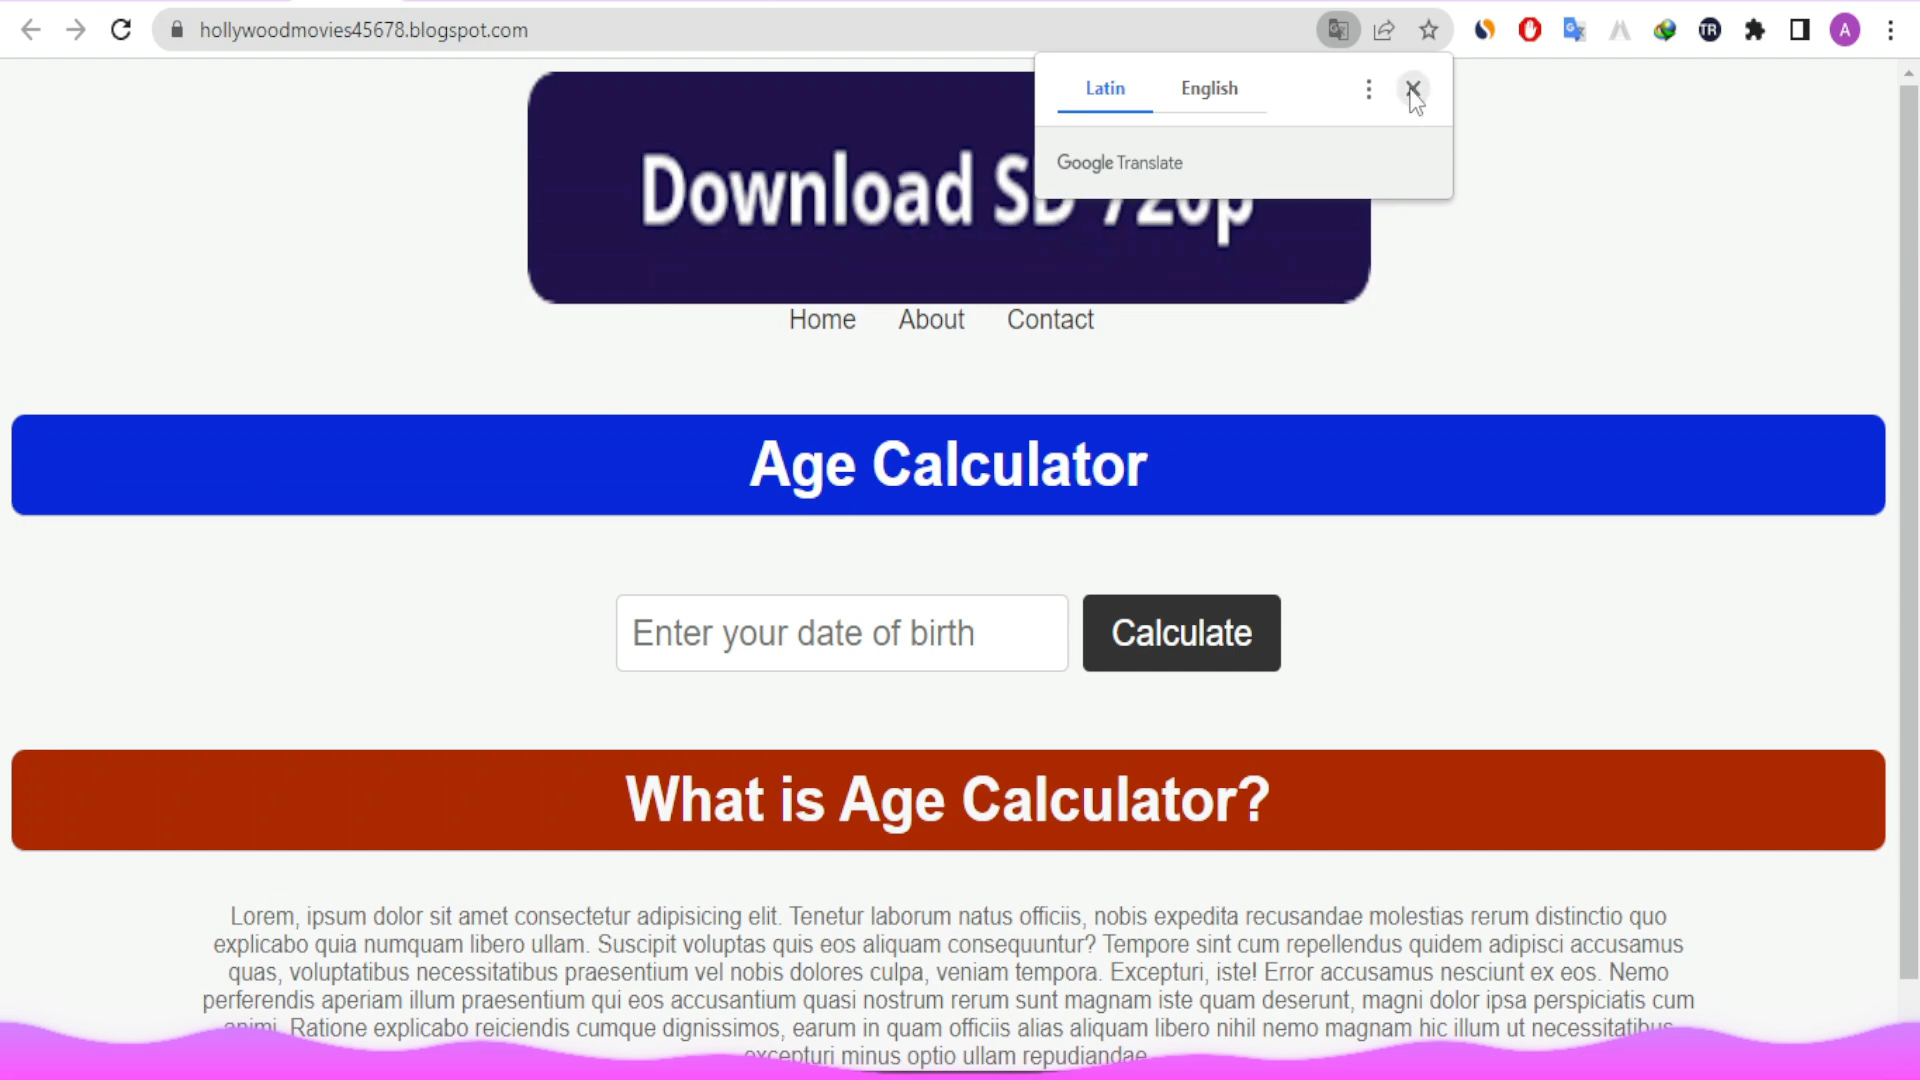 hollywoodmovies45678.blogspot.com
TR
A
Latin English
Google Translate
Download SD 720p
Home About Contact
Age Calculator
Enter your date of birth Calculate
What is Age Calculator?
Lorem, ipsum dolor sit amet consectetur adipisicing elit. Tenetur laborum natus officiis, nobis expedita recusandae molestias rerum distinctio quo
explicabo quia numquam libero ullam. Suscipit voluptas quis eos aliquam consequuntur? Tempore sint cum repellendus quidem adipisci accusamus
quas, voluptatibus necessitatibus praesentium vel nobis dolores culpa, veniam tempora. Excepturi, iste! Error accusamus nesciunt ex eos. Nemo
perferendis aperiam illum praesentium qui eos accusantium quasi nostrum rerum sunt magnam iste quam deserunt, magni dolor ipsa perspiciatis cum
animi. Ratione explicabo reiciendis cumque dignissimos, earum in quam officiis alias aliquam libero nihil nemo magnam hic illum ut necessitatibus
excepturi minus optio ullam repudiandae